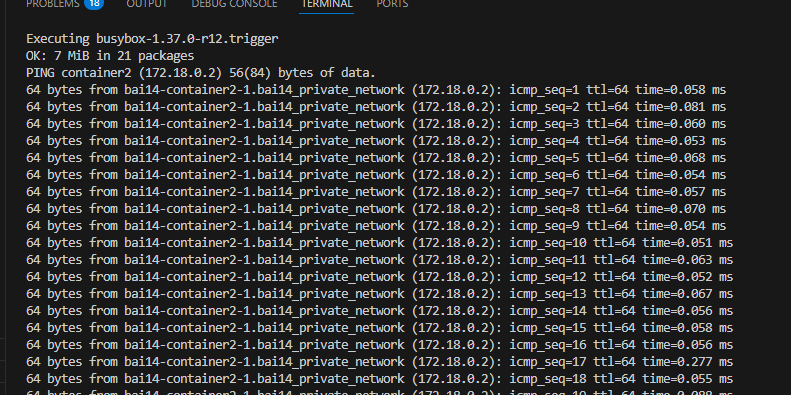 PROBLEMS 18 OUTPUT DEBUG CONSOLE TERMINAL PORTS
Executing busybox-1.37.0-r12.trigger
OK: 7 MiB in 21 packages
PING container2 (172.18.0.2) 56(84) bytes of data.
64 bytes from bai14-container2-1.bai14_private_network (172.18.0.2): icmp_seq=1 ttl=64 time=0.058 ms
64 bytes from bai14-container2-1.bai14_private_network (172.18.0.2): icmp_seq=2 ttl=64 time=0.081 ms
64 bytes from bai14-container2-1.bai14_private_network (172.18.0.2): icmp_seq=3 ttl=64 time=0.060 ms
64 bytes from bai14-container2-1.bai14_private_network (172.18.0.2): icmp_seq=4 ttl=64 time=0.053 ms
64 bytes from bai14-container2-1.bai14_private_network (172.18.0.2): icmp_seq=5 ttl=64 time=0.068 ms
64 bytes from bai14-container2-1.bai14_private_network (172.18.0.2): icmp_seq=6 ttl=64 time=0.054 ms
64 bytes from bai14-container2-1.bai14_private_network (172.18.0.2): icmp_seq=7 ttl=64 time=0.057 ms
64 bytes from bai14-container2-1.bai14_private_network (172.18.0.2): icmp_seq=8 ttl=64 time=0.070 ms
64 bytes from bai14-container2-1.bai14_private_network (172.18.0.2): icmp_seq=9 ttl=64 time=0.054 ms
64 bytes from bai14-container2-1.bai14_private_network (172.18.0.2): icmp_seq=10 ttl=64 time=0.051 ms
64 bytes from bai14-container2-1.bai14_private_network (172.18.0.2): icmp_seq=11 ttl=64 time=0.063 ms
64 bytes from bai14-container2-1.bai14_private_network (172.18.0.2): icmp_seq=12 ttl=64 time=0.052 ms
64 bytes from bai14-container2-1.bai14_private_network (172.18.0.2): icmp_seq=13 ttl=64 time=0.067 ms
64 bytes from bai14-container2-1.bai14_private_network (172.18.0.2): icmp_seq=14 ttl=64 time=0.056 ms
64 bytes from bai14-container2-1.bai14_private_network (172.18.0.2): icmp_seq=15 ttl=64 time=0.058 ms
64 bytes from bai14-container2-1.bai14_private_network (172.18.0.2): icmp_seq=16 ttl=64 time=0.056 ms
64 bytes from bai14-container2-1.bai14_private_network (172.18.0.2): icmp_seq=17 ttl=64 time=0.277 ms
64 bytes from bai14-container2-1.bai14_private_network (172.18.0.2): icmp_seq=18 ttl=64 time=0.055 ms
64 bytes from bai14-container2-1.bai14_private_network (172.18.0.2): icmp_seq=19 ttl=64 time=0.088 ms